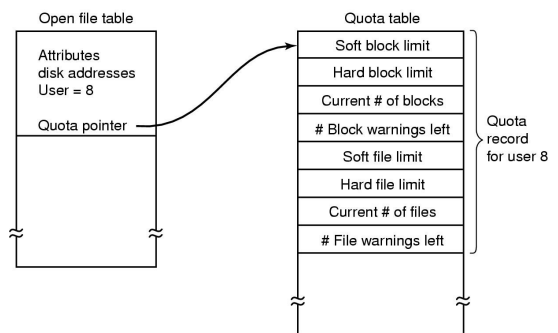 Open file table
Attributes
disk addresses
User = 8
Quota pointer
Quota table
Soft block limit
Hard block limit
Current # of blocks
# Block warnings left
Soft file limit
Hard file limit
Current # of files
# File warnings left
Quota
record
for user 8